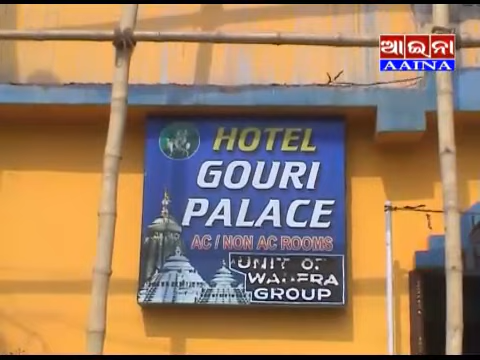 ଆଇନା
AAINA
HOTEL
GOURI
PALACE
AC / NON AC ROOMS
UNIT OF
GROUP